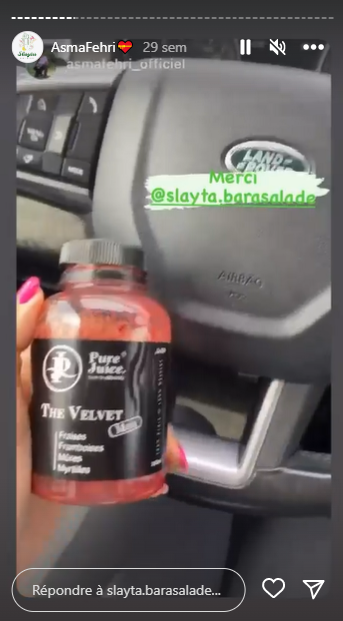 AsmaFehri 29 sem
asmafehri_officiel
LAND-
ROVER
Merci
@slayta.barasalade
AIRBAG
Pure
Juice.
THE VELVET
Fraises
Framboises
Mûres
Myrtilles
Répondre à slayta.barasalade...